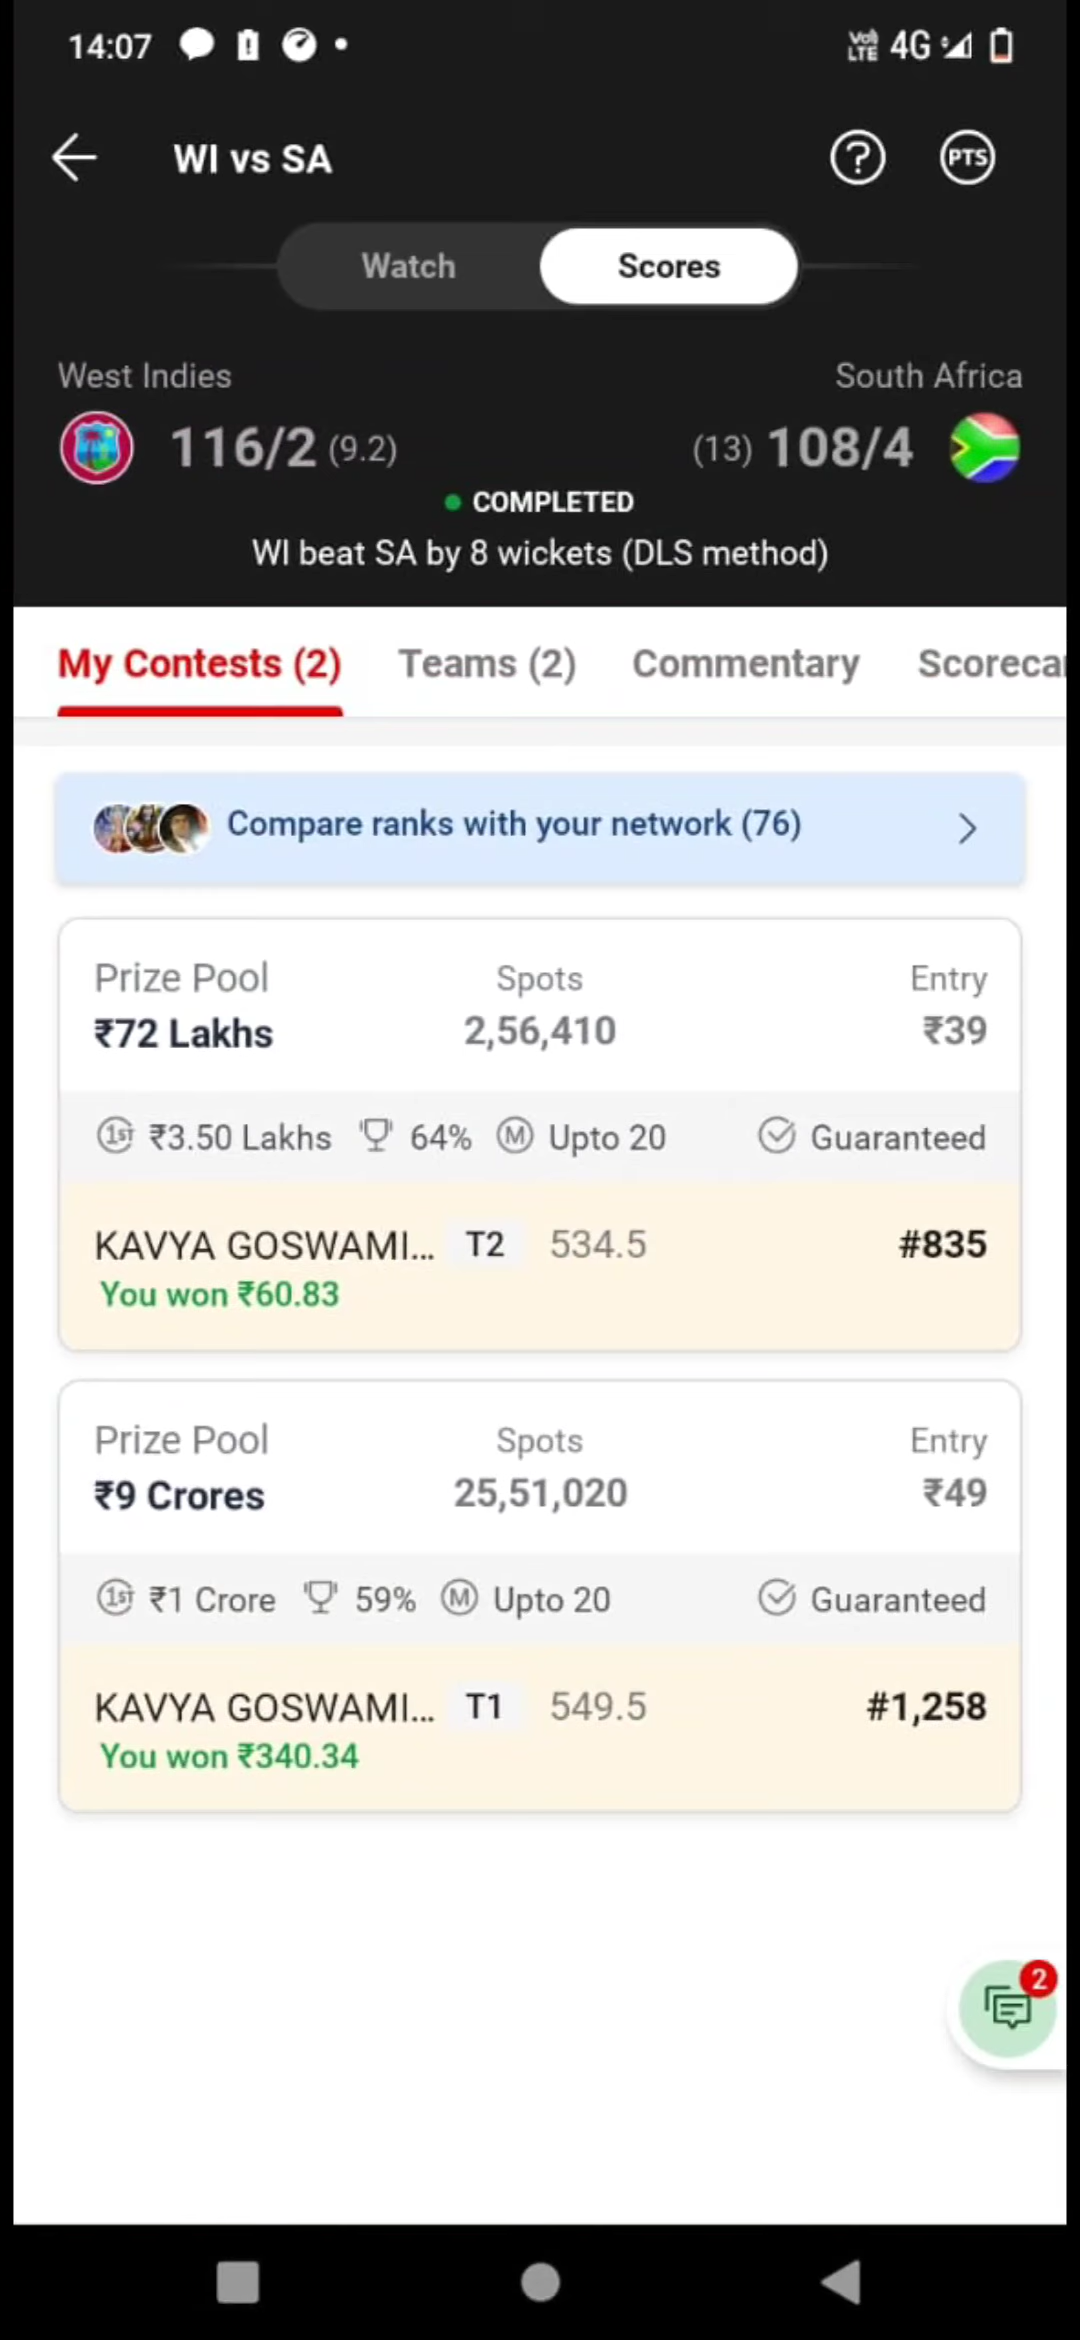 14:07
VoI LTE 4G
WI vs SA
PTS
Watch
Scores
West Indies
South Africa
116/2 (9.2)
(13) 108/4
COMPLETED
WI beat SA by 8 wickets (DLS method)
My Contests (2)
Teams (2)
Commentary
Scoreca
Compare ranks with your network (76)
Prize Pool
Spots
Entry
₹72 Lakhs
2,56,410
₹39
1st ₹3.50 Lakhs
64%
M Upto 20
Guaranteed
KAVYA GOSWAMI... T2 534.5 #835
You won ₹60.83
Prize Pool
Spots
Entry
₹9 Crores
25,51,020
₹49
1st ₹1 Crore
59%
M Upto 20
Guaranteed
KAVYA GOSWAMI... T1 549.5 #1,258
You won ₹340.34
2